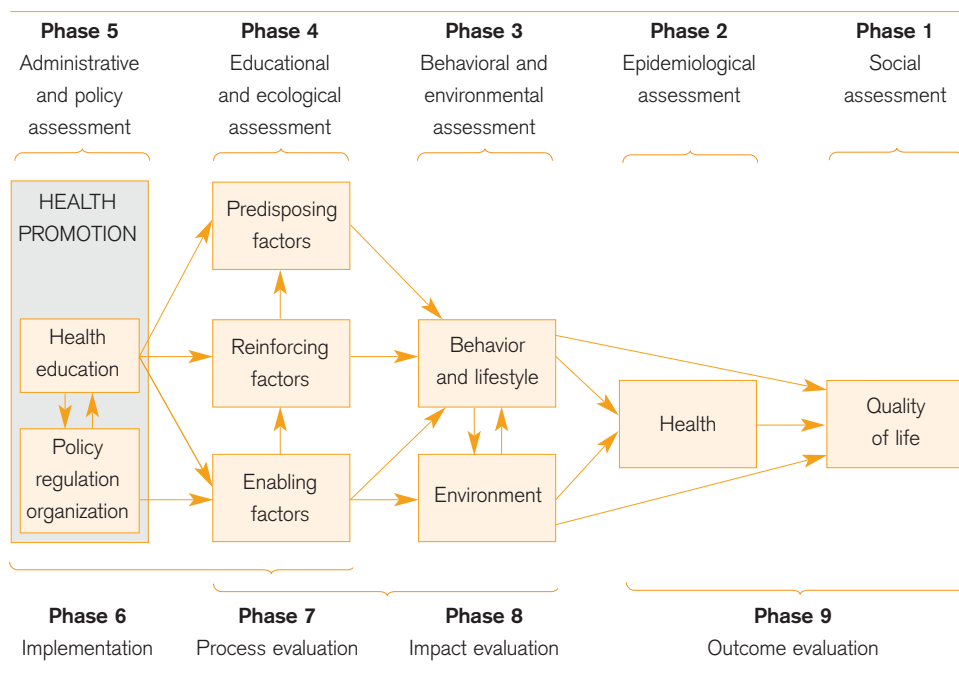 Phase 5
Administrative
and policy
assessment
Phase 4
Educational
and ecological
assessment
Phase 3
Behavioral and
environmental
assessment
Phase 2
Epidemiological
assessment
Phase 1
Social
assessment
HEALTH
PROMOTION
Health
education
Policy
regulation
organization
Predisposing
factors
Reinforcing
factors
Enabling
factors
Behavior
and lifestyle
Environment
Health
Quality
of life
Phase 6
Implementation
Phase 7
Process evaluation
Phase 8
Impact evaluation
Phase 9
Outcome evaluation